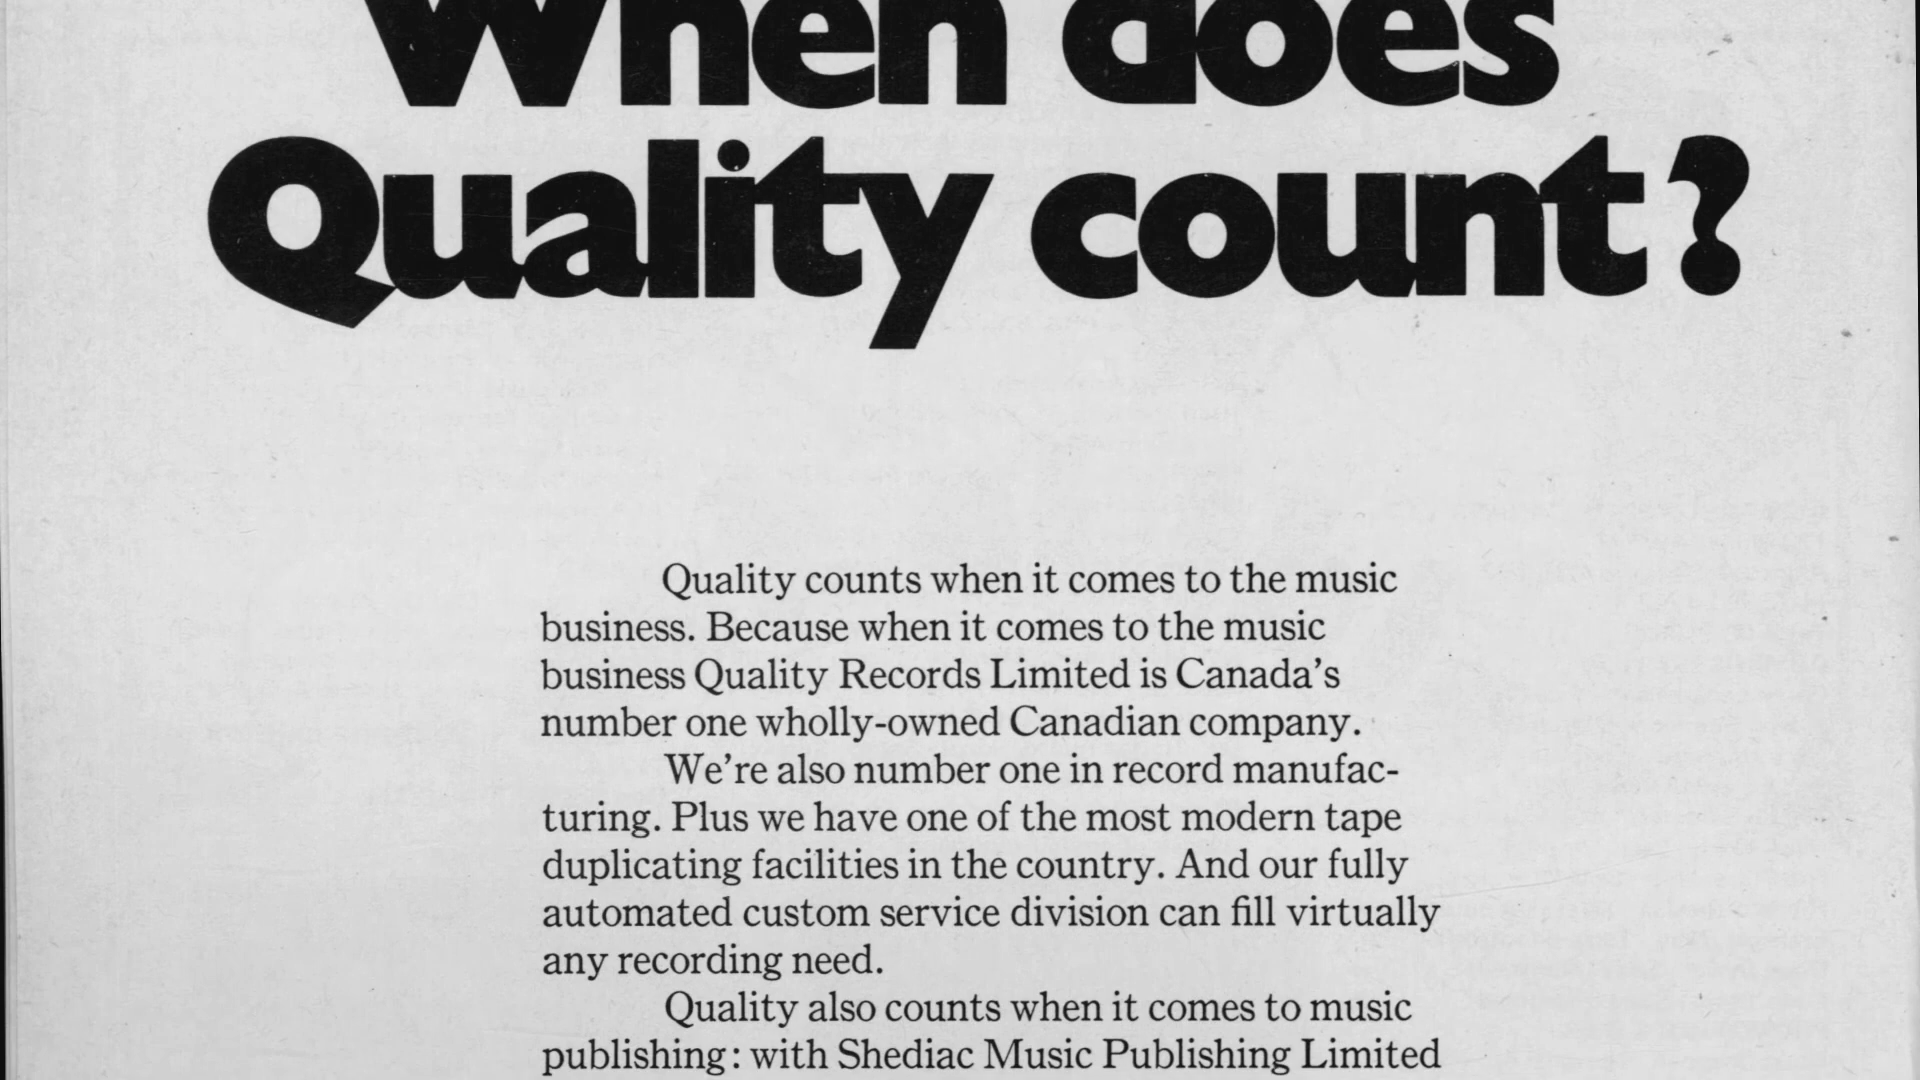 When does
Quality count?
Quality counts when it comes to the music
business. Because when it comes to the music
business Quality Records Limited is Canada's
number one wholly-owned Canadian company.
We're also number one in record manufac-
turing. Plus we have one of the most modern tape
duplicating facilities in the country. And our fully
automated custom service division can fill virtually
any recording need.
Quality also counts when it comes to music
publishing: with Shediac Music Publishing Limited